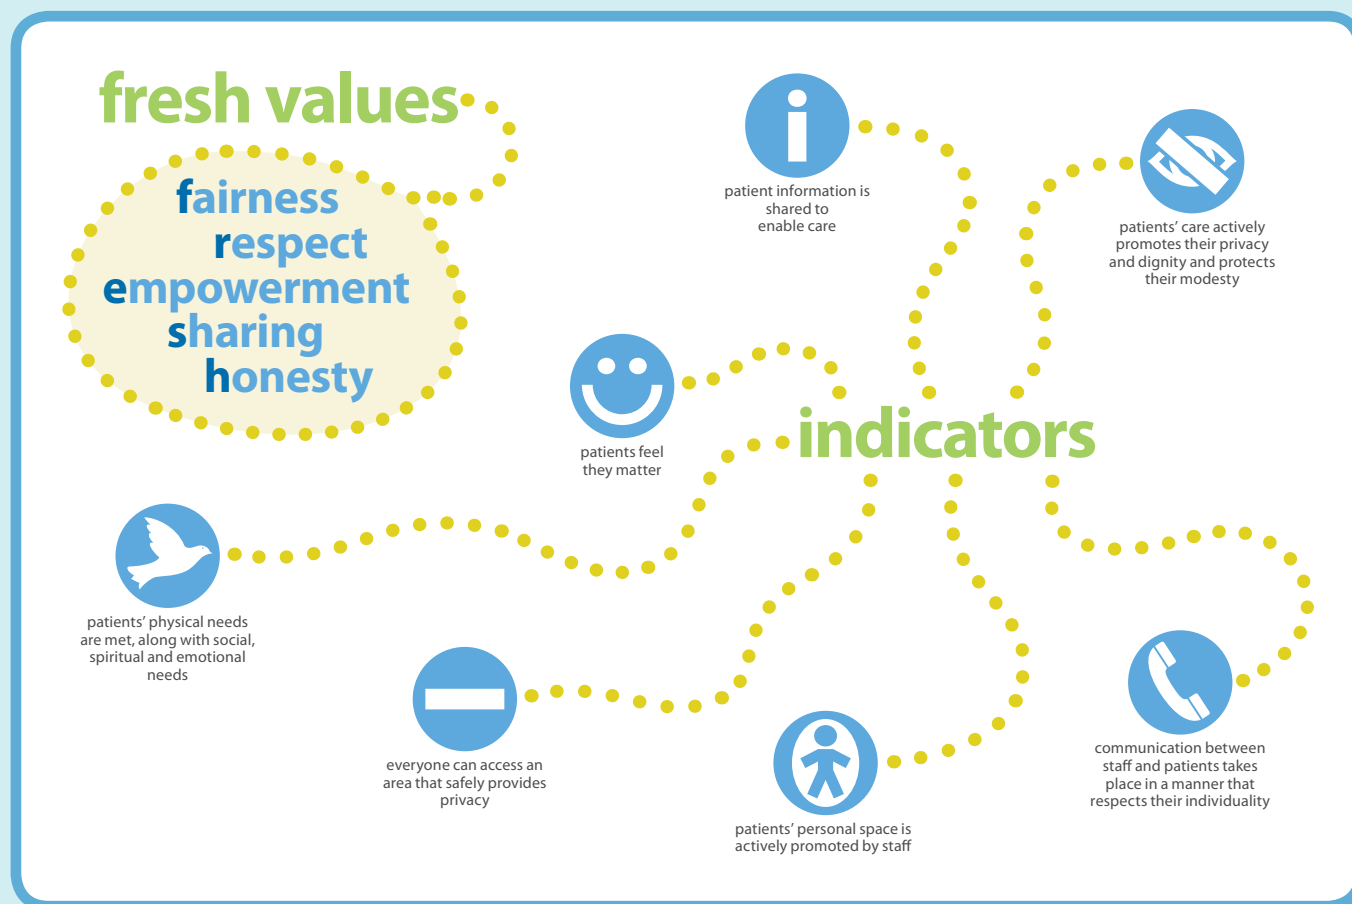 fresh values
fairness
respect
empowerment
sharing
honesty
patient information is
shared to
enable care
patients’ care actively
promotes their privacy
and dignity and protects
their modesty
patients feel
they matter
indicators
patients’ physical needs
are met, along with social,
spiritual and emotional
needs
everyone can access an
area that safely provides
privacy
patients’ personal space is
actively promoted by staff
communication between
staff and patients takes
place in a manner that
respects their individuality